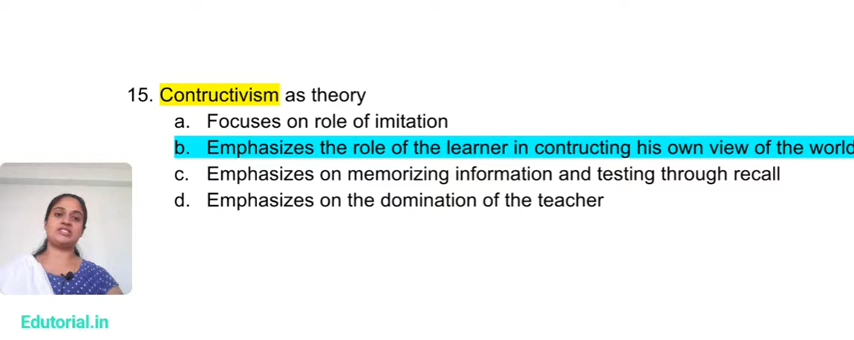 15. Contructivism as theory
a. Focuses on role of imitation
b. Emphasizes the role of the learner in contructing his own view of the world
c. Emphasizes on memorizing information and testing through recall
d. Emphasizes on the domination of the teacher
Edutorial.in